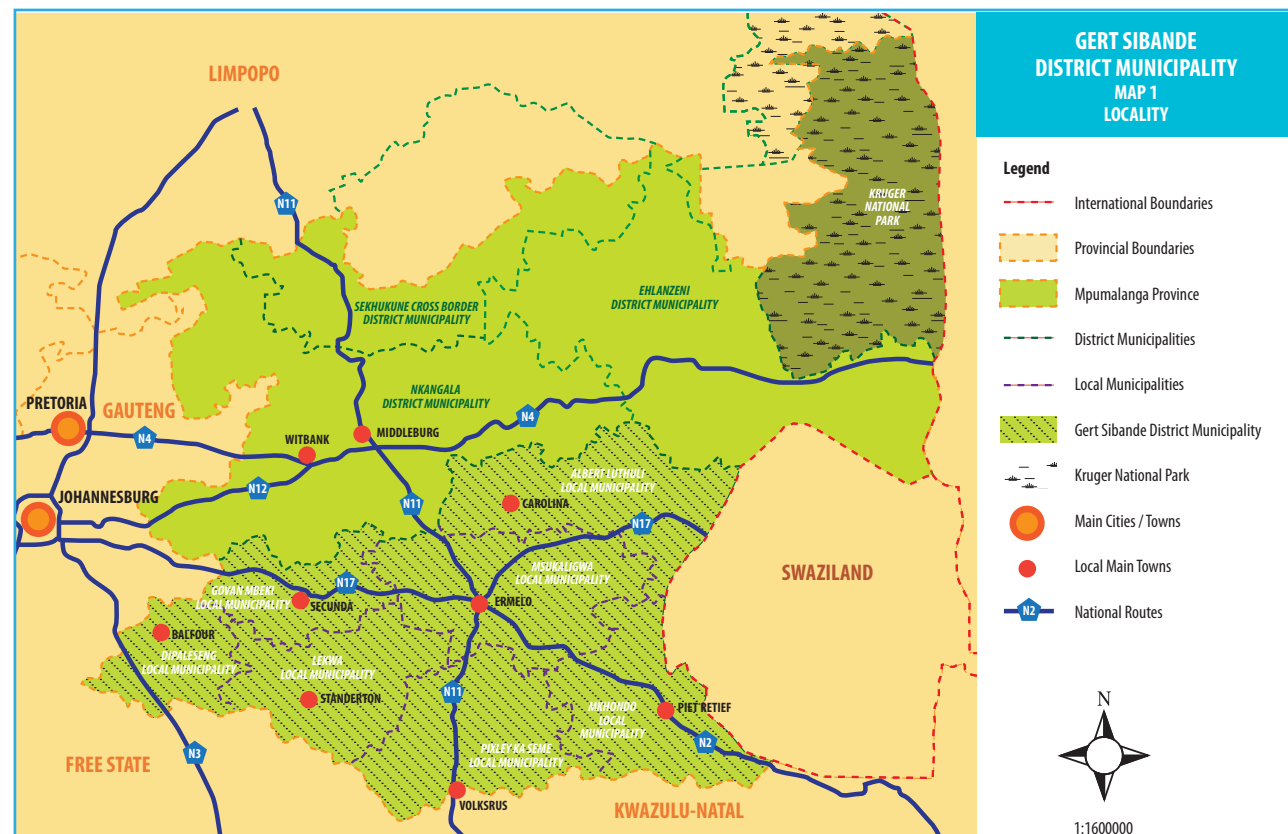 GERT SIBANDE
DISTRICT MUNICIPALITY
MAP 1
LOCALITY
Legend
International Boundaries
Provincial Boundaries
Mpumalanga Province
District Municipalities
Local Municipalities
Gert Sibande District Municipality
Kruger National Park
Main Cities / Towns
Local Main Towns
N2
National Routes
N
1:1600000
LIMPOPO
N11
KRUGER
NATIONAL
PARK
SEKHUKUNE CROSS BORDER
DISTRICT MUNICIPALITY
EHLANZENI
DISTRICT MUNICIPALITY
NKANGALA
DISTRICT MUNICIPALITY
PRETORIA
GAUTENG
N4
WITBANK
MIDDLEBURG
N4
JOHANNESBURG
N12
N11
ALBERT LUTHULI
LOCAL MUNICIPALITY
CAROLINA
N17
MSUKALIGWA
LOCAL MUNICIPALITY
SWAZILAND
GOVAN MBEKI
LOCAL MUNICIPALITY
N17
SECUNDA
ERMELO
BALFOUR
DIPALESENG
LOCAL MUNICIPALITY
LEKWA
LOCAL MUNICIPALITY
STANDERTON
N11
MKHONDO
LOCAL
MUNICIPALITY
PIET RETIEF
N2
PIXLEY KA SEME
LOCAL MUNICIPALITY
N3
FREE STATE
VOLKSRUS
KWAZULU-NATAL